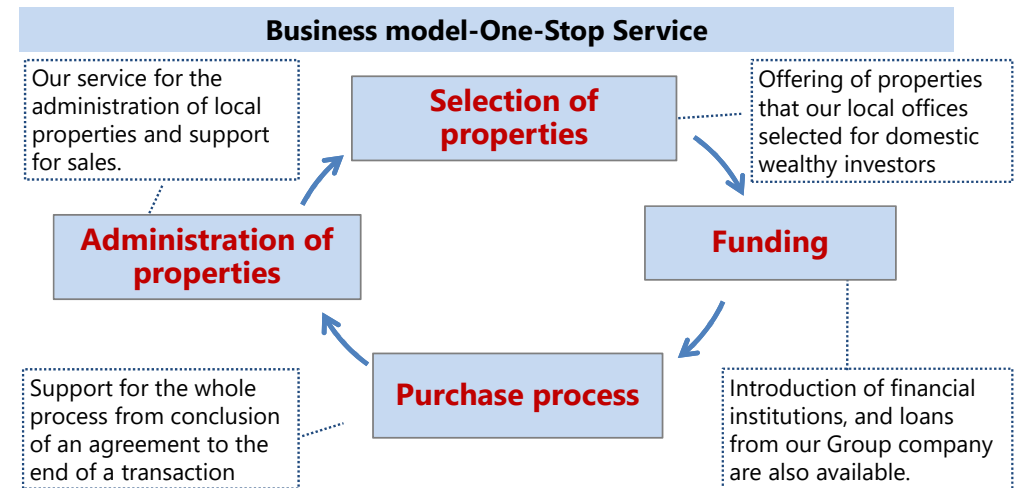 Business model-One-Stop Service
Our service for the
administration of local
properties and support
for sales.
Selection of
properties
Offering of properties
that our local offices
selected for domestic
wealthy investors
Administration of
properties
Funding
Purchase process
Support for the whole
process from conclusion
of an agreement to the
end of a transaction
Introduction of financial
institutions, and loans
from our Group company
are also available.